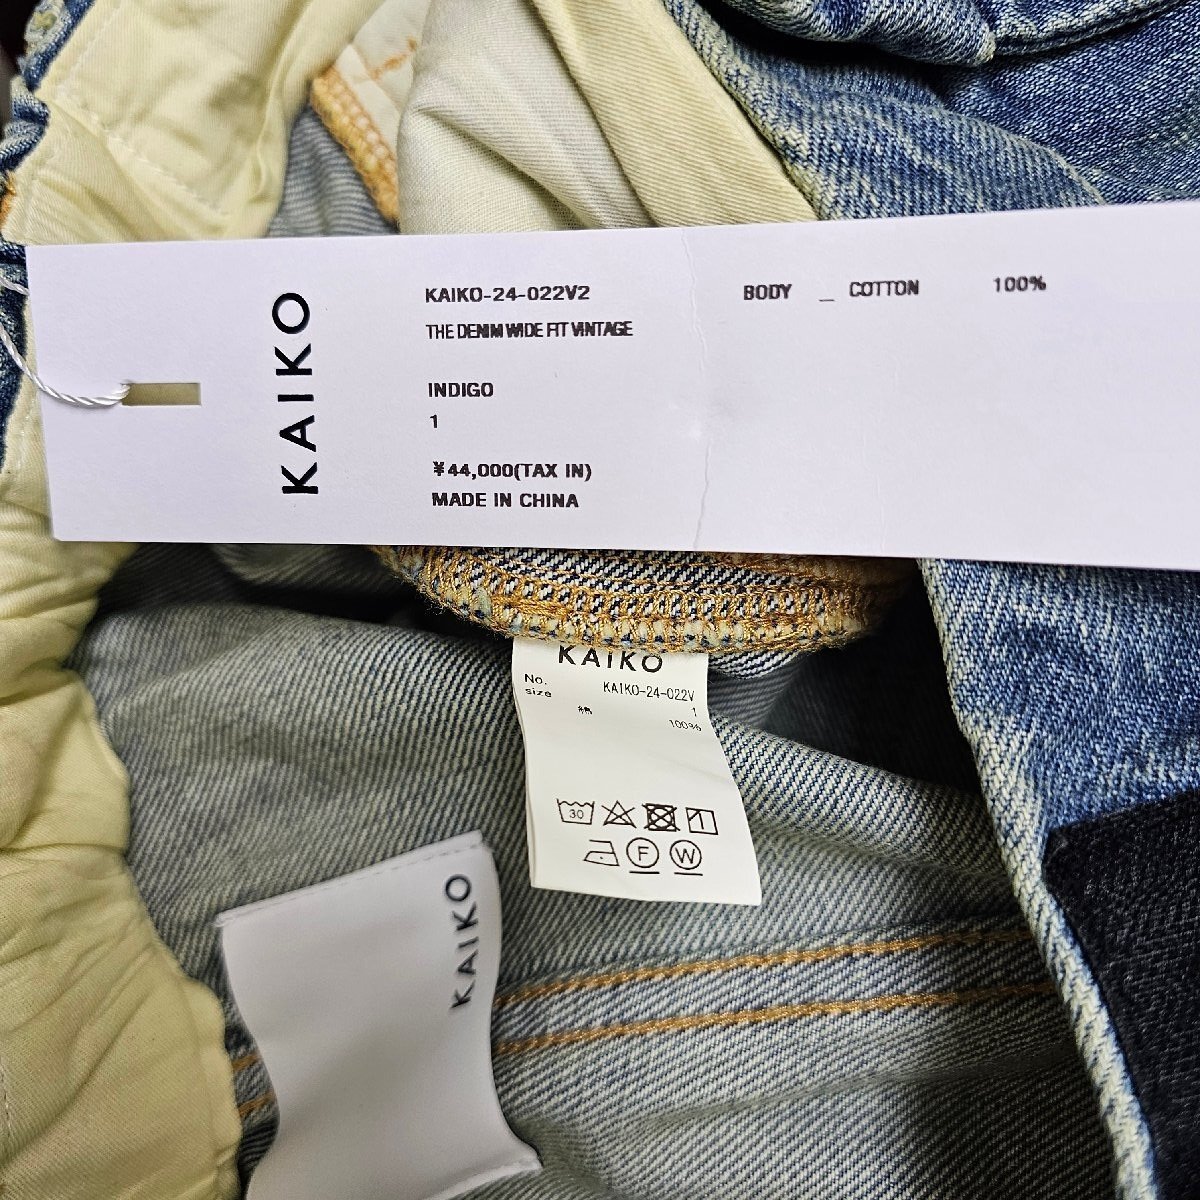 KAIKO
KAIKO-24-022V2
THE DENIM WIDE FIT VINTAGE
INDIGO
1
¥44,000(TAX IN)
MADE IN CHINA
BODY _ COTTON 100%
KAIKO
No. KAIKO-24-022V
size 1
綿 100%
30
F W
KAIKO